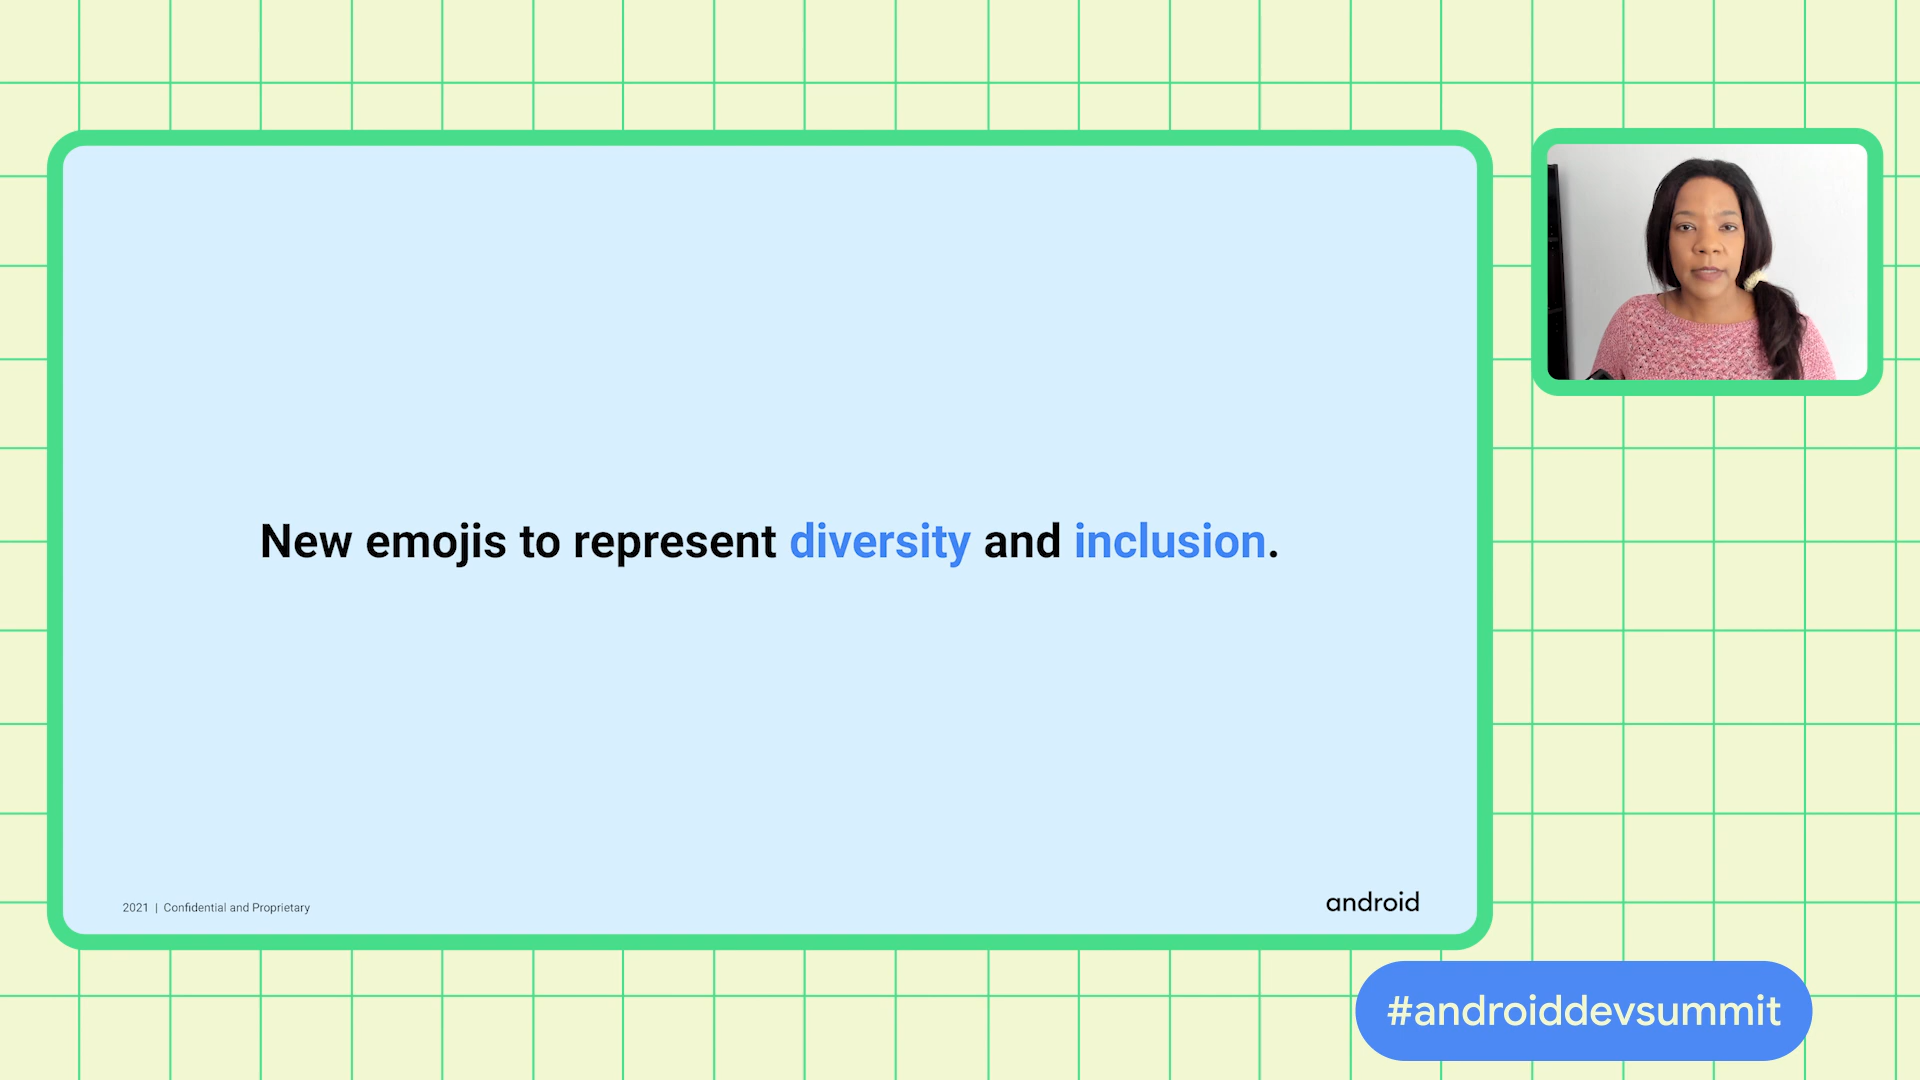 New emojis to represent diversity and inclusion.
2021 | Confidential and Proprietary
android
#androiddevsummit